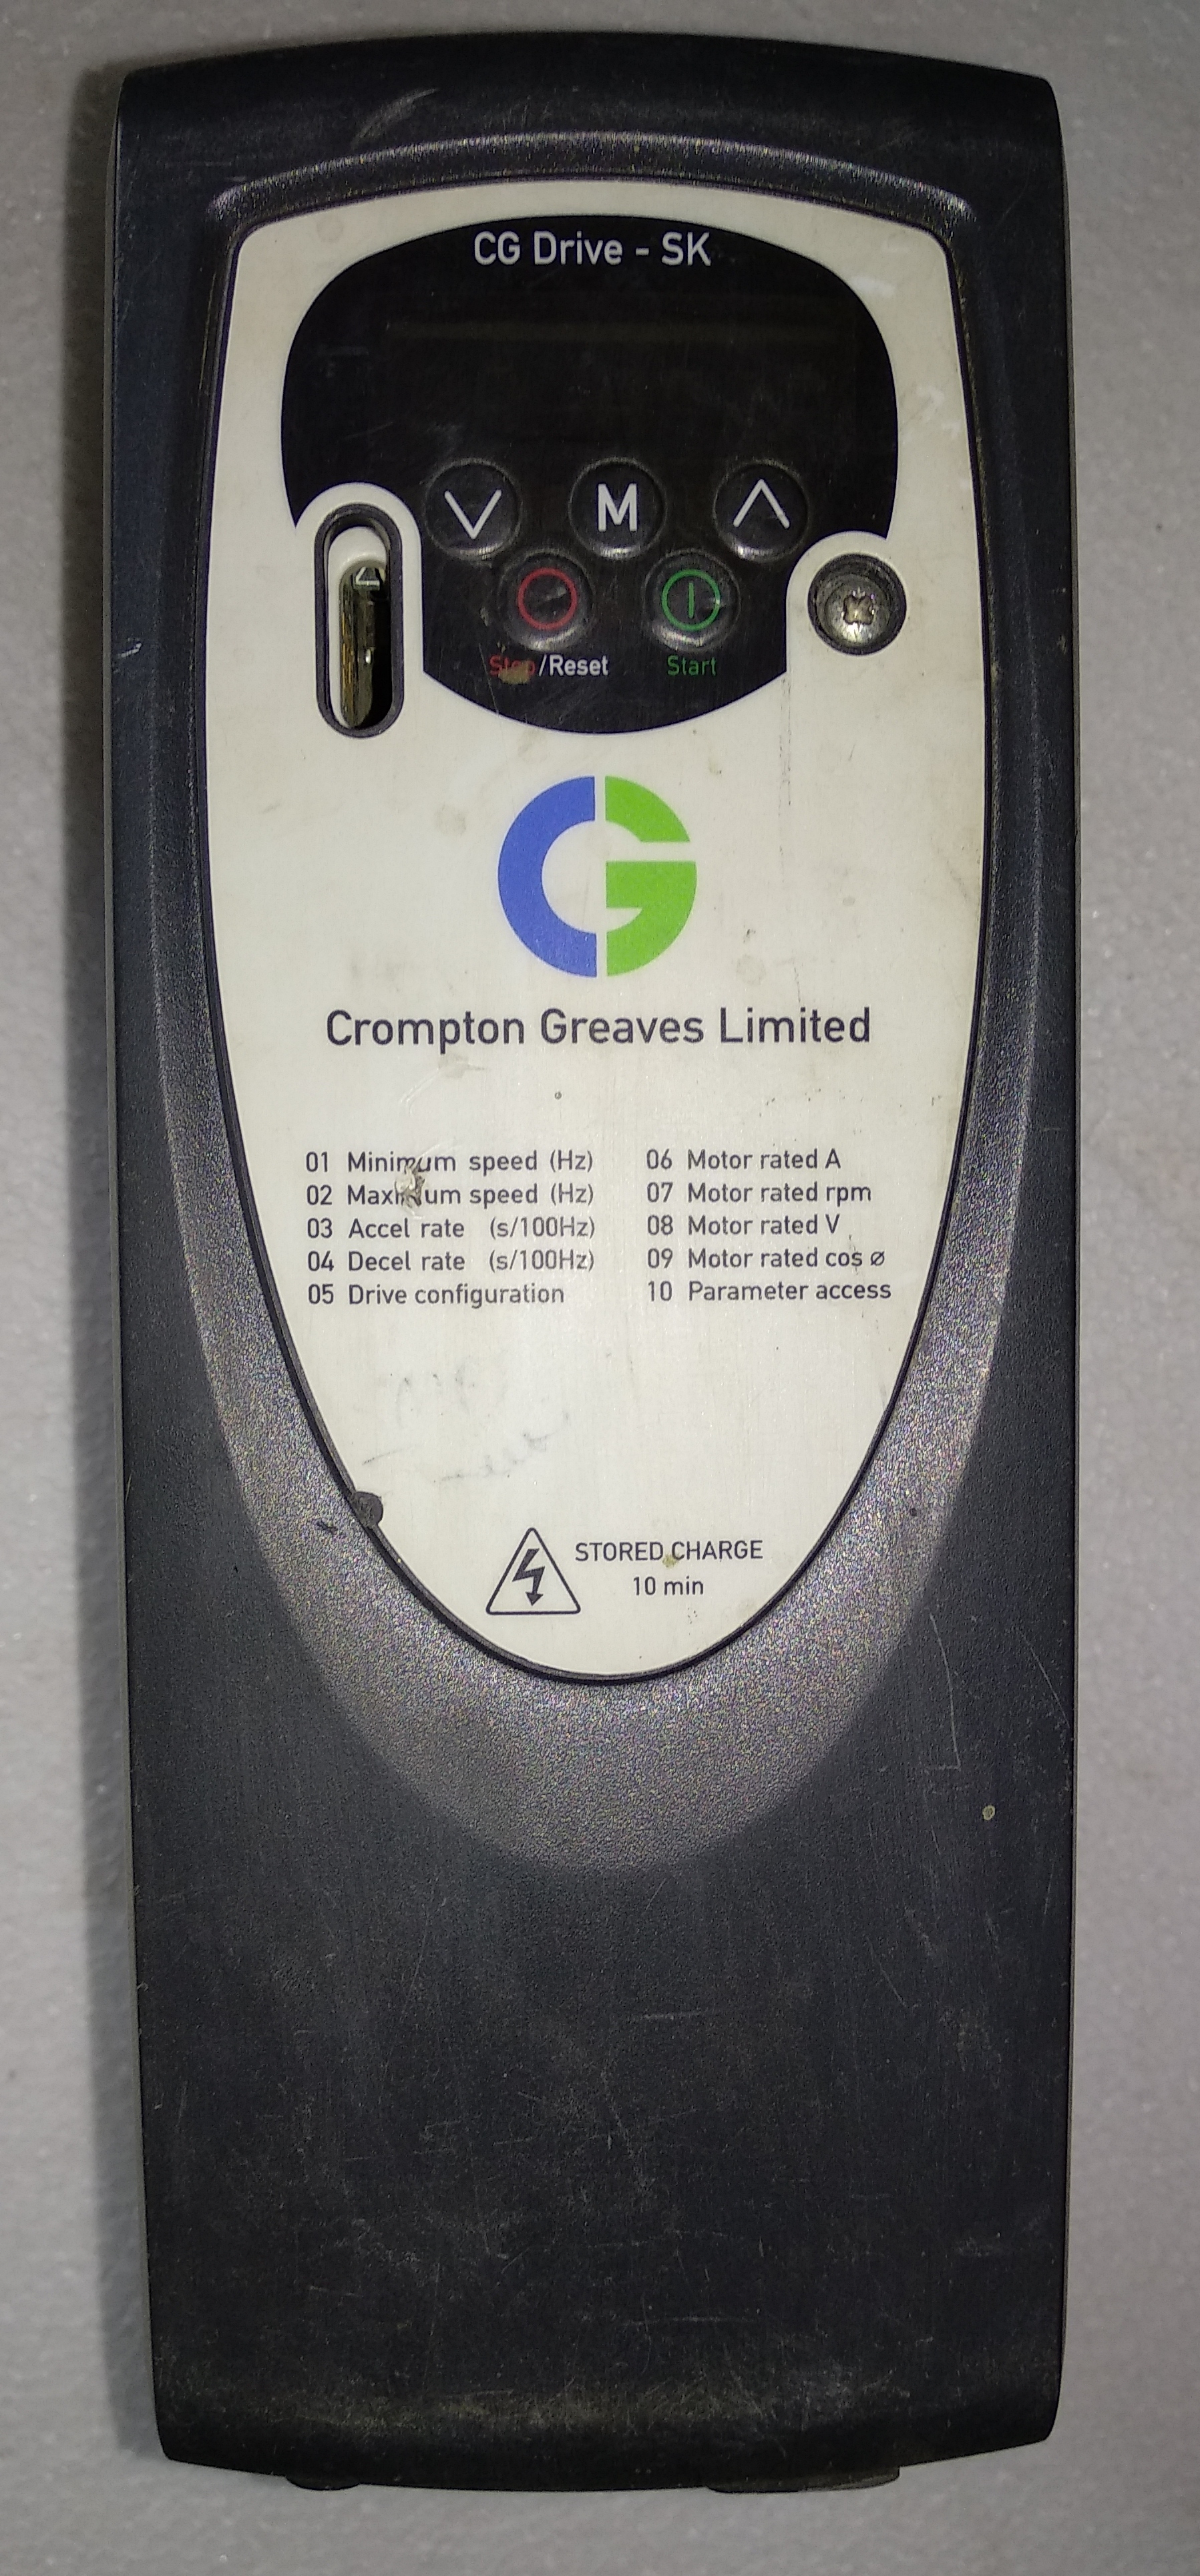 CG Drive - SK
M
Stop/Reset Start
CG
Crompton Greaves Limited
01 Minimum speed (Hz)
02 Maximum speed (Hz)
03 Accel rate (s/100Hz)
04 Decel rate (s/100Hz)
05 Drive configuration
06 Motor rated A
07 Motor rated rpm
08 Motor rated V
09 Motor rated cos ø
10 Parameter access
STORED CHARGE
10 min